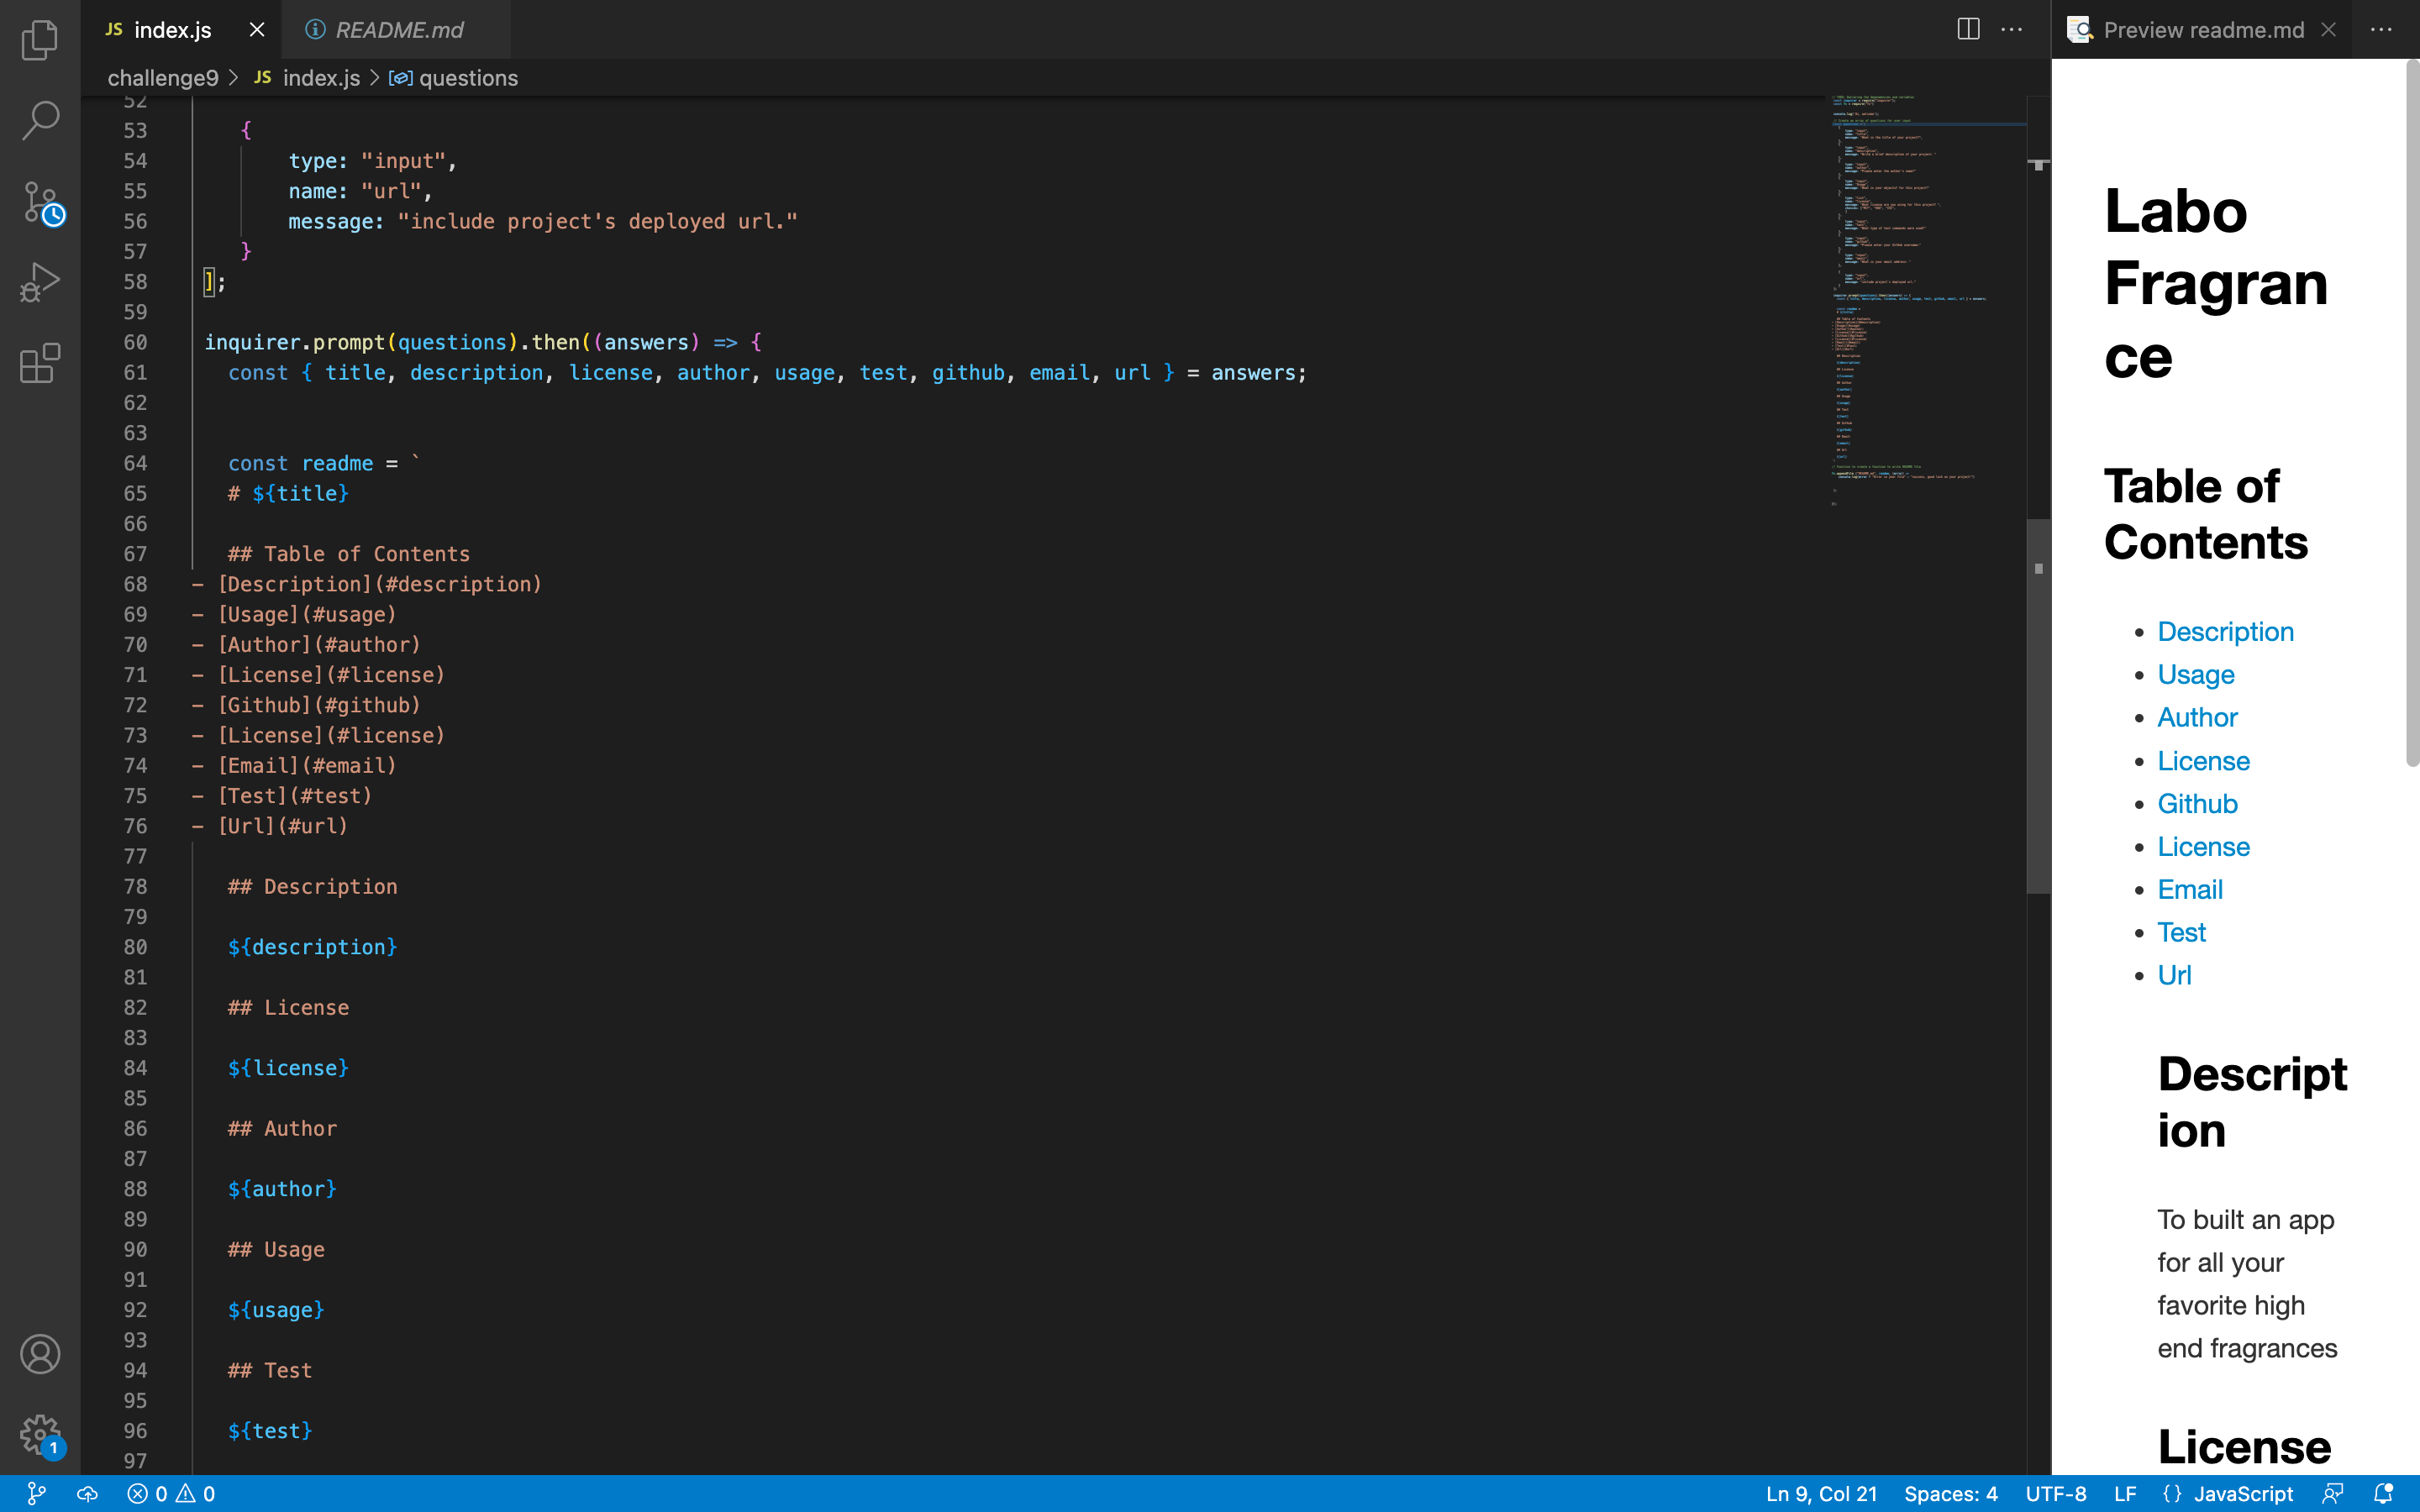 JS index.js
README.md
Preview readme.md
challenge9 > JS index.js > questions
52
53 {
54 type: "input",
55 name: "url",
56 message: "include project's deployed url."
57 }
58 ];
59
60 inquirer.prompt(questions).then((answers) => {
61 const { title, description, license, author, usage, test, github, email, url } = answers;
62
63
64 const readme = `
65 # ${title}
66
67 ## Table of Contents
68 - [Description](#description)
69 - [Usage](#usage)
70 - [Author](#author)
71 - [License](#license)
72 - [Github](#github)
73 - [License](#license)
74 - [Email](#email)
75 - [Test](#test)
76 - [Url](#url)
77
78 ## Description
79
80 ${description}
81
82 ## License
83
84 ${license}
85
86 ## Author
87
88 ${author}
89
90 ## Usage
91
92 ${usage}
93
94 ## Test
95
96 ${test}
97
Labo
Fragran
ce
Table of
Contents
• Description
• Usage
• Author
• License
• Github
• License
• Email
• Test
• Url
Descript
ion
To built an app
for all your
favorite high
end fragrances
License
1
0 0
Ln 9, Col 21
Spaces: 4
UTF-8
LF
{} JavaScript